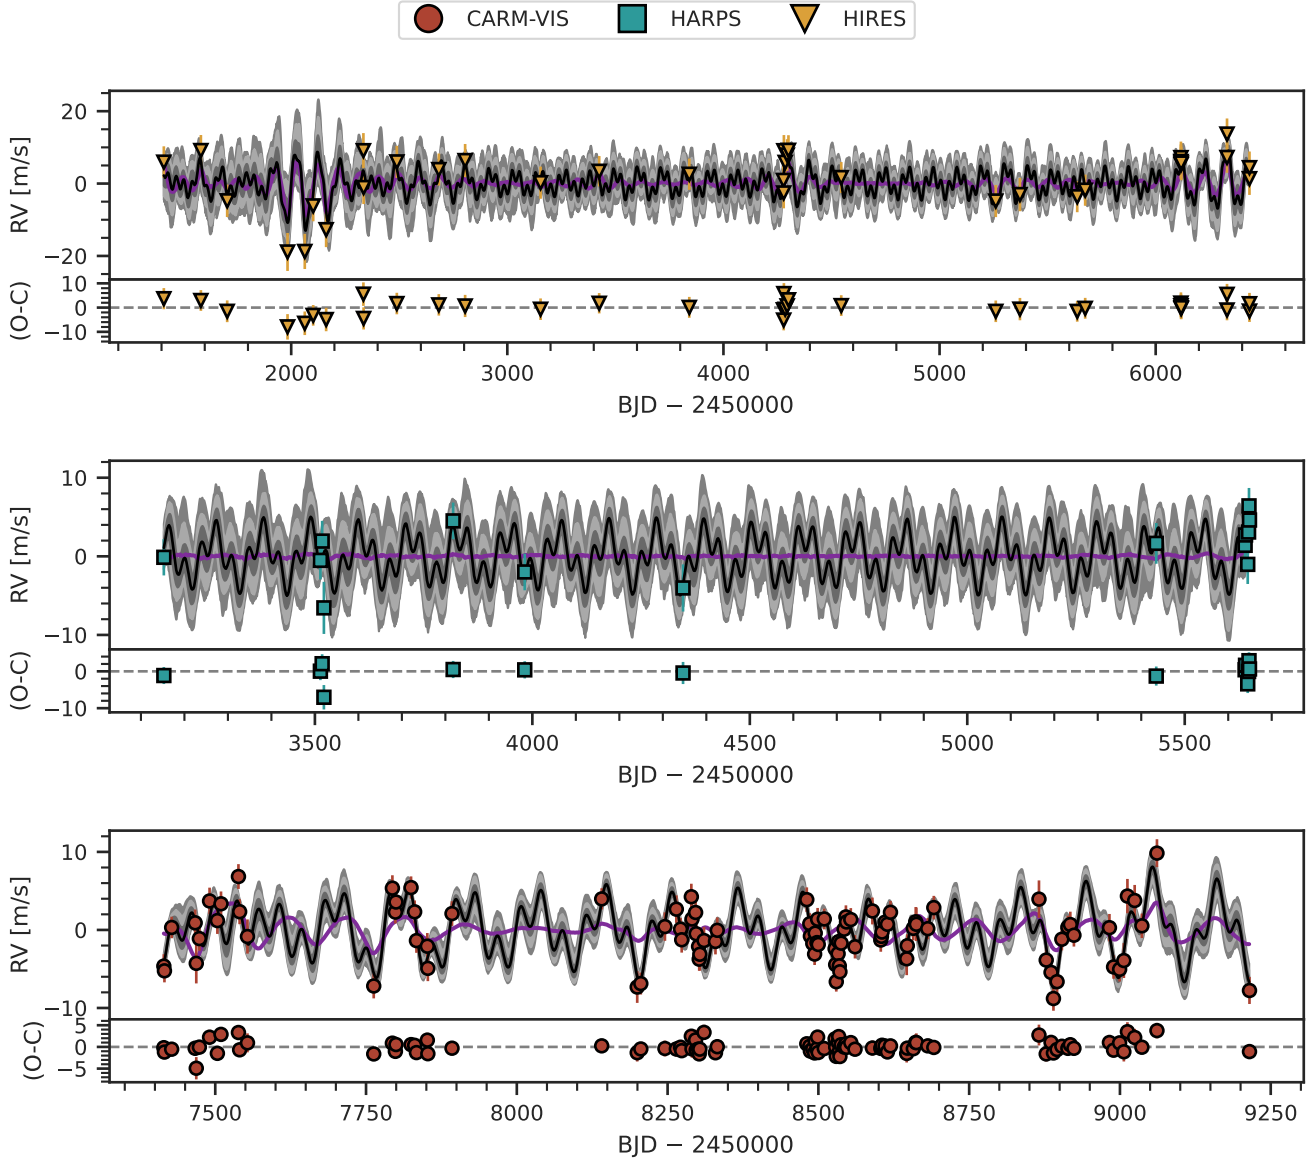 CARM-VIS HARPS HIRES
20
0
−20
RV [m/s]
10
0
−10
(O-C)
2000 3000 4000 5000 6000
BJD − 2450000
10
0
−10
RV [m/s]
0
−10
(O-C)
3500 4000 4500 5000 5500
BJD − 2450000
10
0
−10
RV [m/s]
5
0
−5
(O-C)
7500 7750 8000 8250 8500 8750 9000 9250
BJD − 2450000